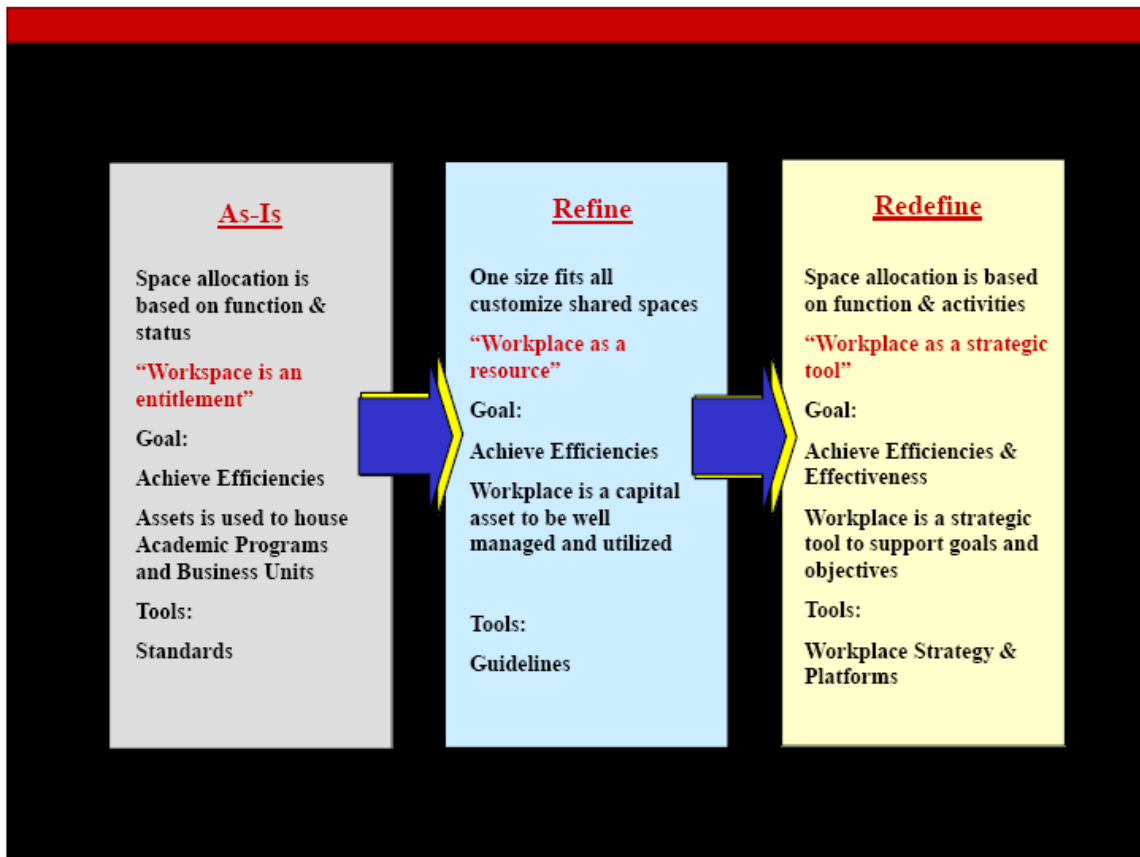 As-Is
Space allocation is
based on function &
status
“Workspace is an
entitlement”
Goal:
Achieve Efficiencies
Assets is used to house
Academic Programs
and Business Units
Tools:
Standards
Refine
One size fits all
customize shared spaces
“Workplace as a
resource”
Goal:
Achieve Efficiencies
Workplace is a capital
asset to be well
managed and utilized
Tools:
Guidelines
Redefine
Space allocation is based
on function & activities
“Workplace as a strategic
tool”
Goal:
Achieve Efficiencies &
Effectiveness
Workplace is a strategic
tool to support goals and
objectives
Tools:
Workplace Strategy &
Platforms